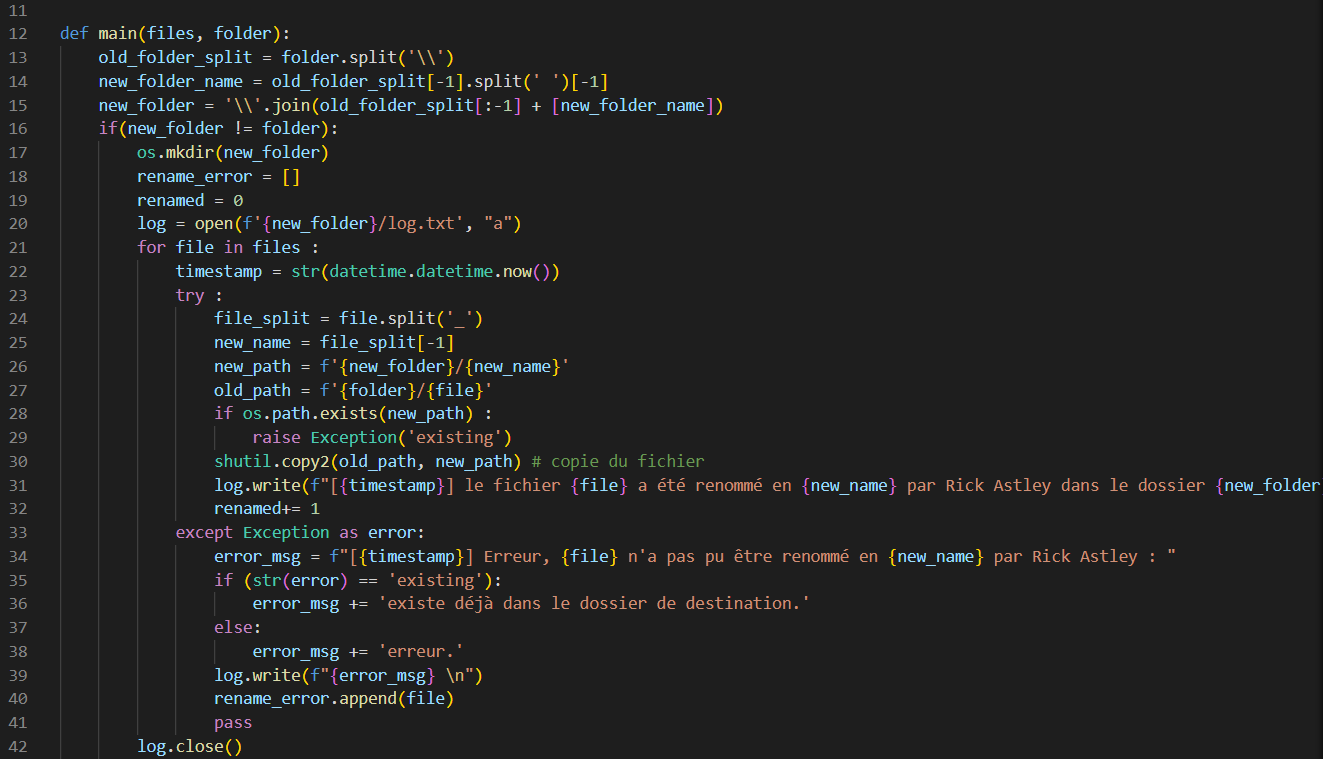 11
12 def main(files, folder):
13 old_folder_split = folder.split('\\')
14 new_folder_name = old_folder_split[-1].split(' ')[-1]
15 new_folder = '\\'.join(old_folder_split[:-1] + [new_folder_name])
16 if(new_folder != folder):
17 os.mkdir(new_folder)
18 rename_error = []
19 renamed = 0
20 log = open(f'{new_folder}/log.txt', "a")
21 for file in files :
22 timestamp = str(datetime.datetime.now())
23 try :
24 file_split = file.split('_')
25 new_name = file_split[-1]
26 new_path = f'{new_folder}/{new_name}'
27 old_path = f'{folder}/{file}'
28 if os.path.exists(new_path) :
29 raise Exception('existing')
30 shutil.copy2(old_path, new_path) # copie du fichier
31 log.write(f"[{timestamp}] le fichier {file} a été renommé en {new_name} par Rick Astley dans le dossier {new_folder
32 renamed+= 1
33 except Exception as error:
34 error_msg = f"[{timestamp}] Erreur, {file} n'a pas pu être renommé en {new_name} par Rick Astley : "
35 if (str(error) == 'existing'):
36 error_msg += 'existe déjà dans le dossier de destination.'
37 else:
38 error_msg += 'erreur.'
39 log.write(f"{error_msg} \n")
40 rename_error.append(file)
41 pass
42 log.close()